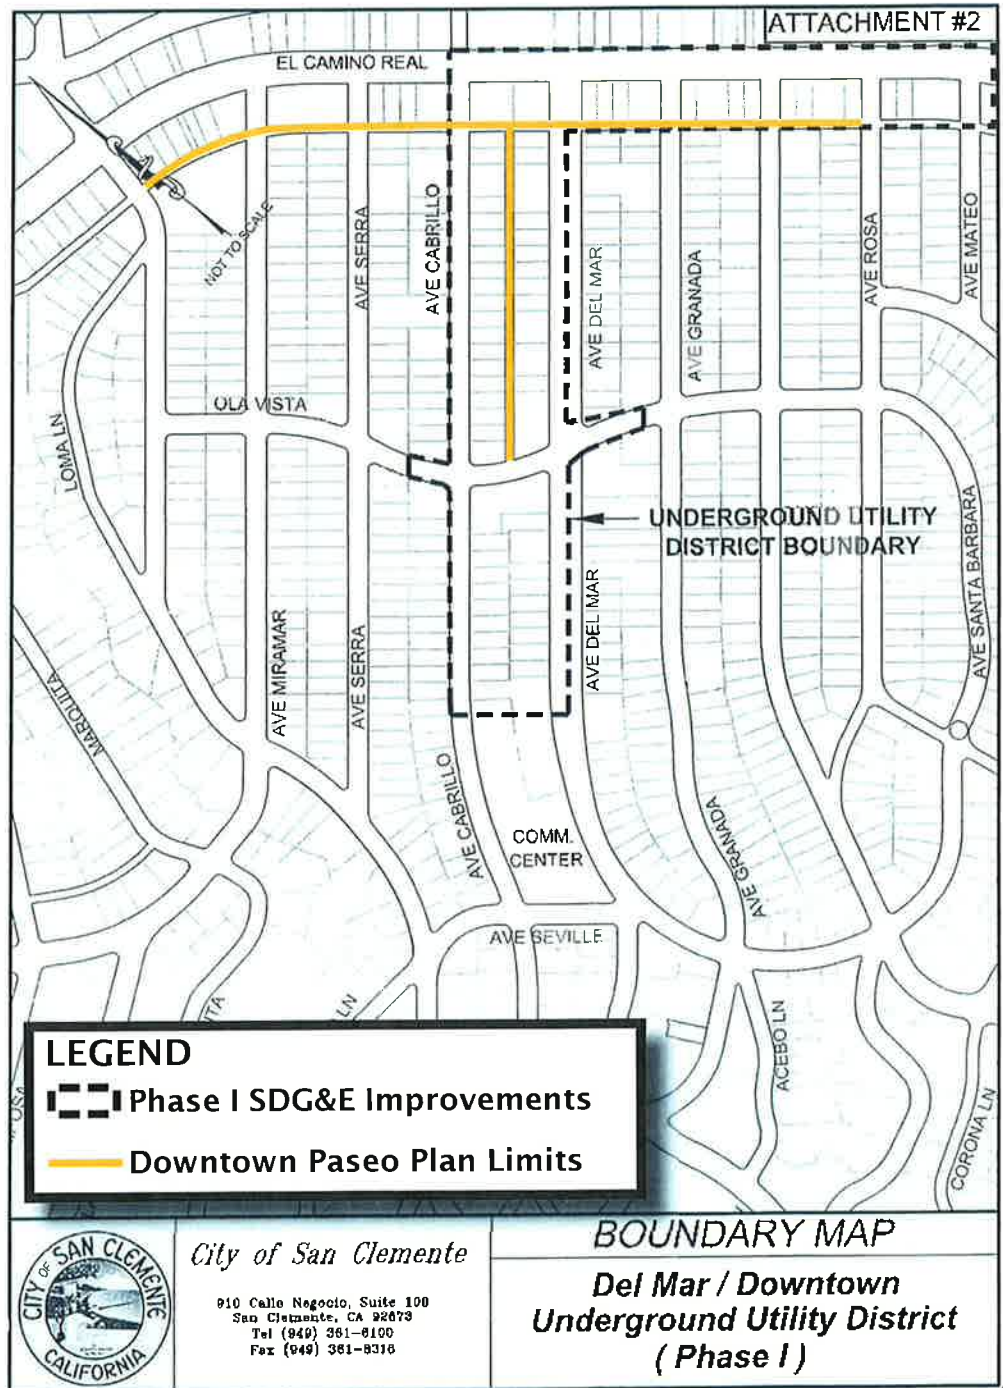 ATTACHMENT #2
EL CAMINO REAL
NOT TO SCALE
AVE SERRA
AVE CABRILLO
AVE DEL MAR
AVE GRANADA
AVE ROSA
AVE MATEO
OLA VISTA
LOMA LN
UNDERGROUND UTILITY
DISTRICT BOUNDARY
AVE SANTA BARBARA
AVE DEL MAR
AVE MIRAMAR
AVE SERRA
MARQUITA
AVE CABRILLO
AVE GRANADA
COMM.
CENTER
AVE SEVILLE
LN
ACEBO LN
CORONA LN
LEGEND
Phase I SDG&E Improvements
Downtown Paseo Plan Limits
CITY OF SAN CLEMENTE
CALIFORNIA
City of San Clemente
910 Calle Negocio, Suite 100
San Clemente, CA 92673
Tel (949) 361-6100
Fax (949) 361-8316
BOUNDARY MAP
Del Mar / Downtown
Underground Utility District
( Phase I )